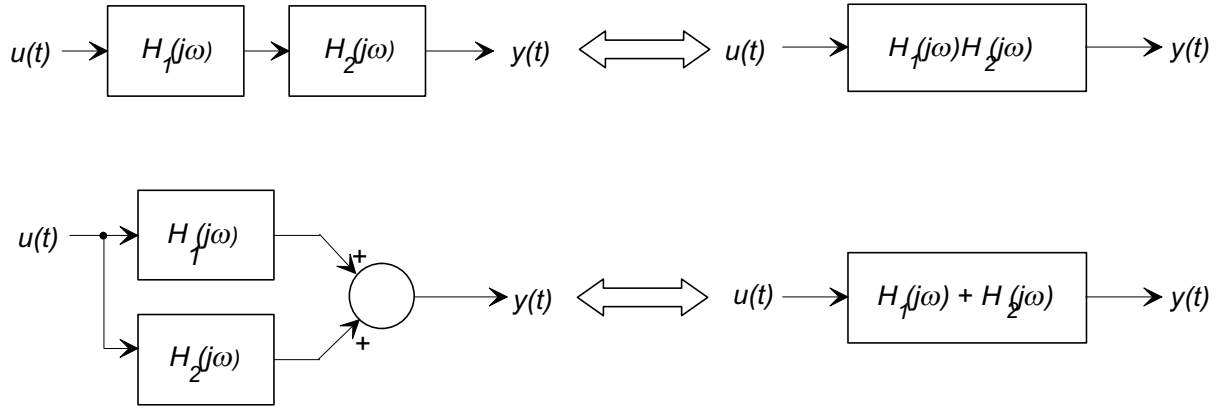 u(t) H₁(jω) H₂(jω) y(t) u(t) H₁(jω)H₂(jω) y(t)
H₁(jω)
u(t)
+
y(t) u(t) H₁(jω) + H₂(jω) y(t)
+
H₂(jω)